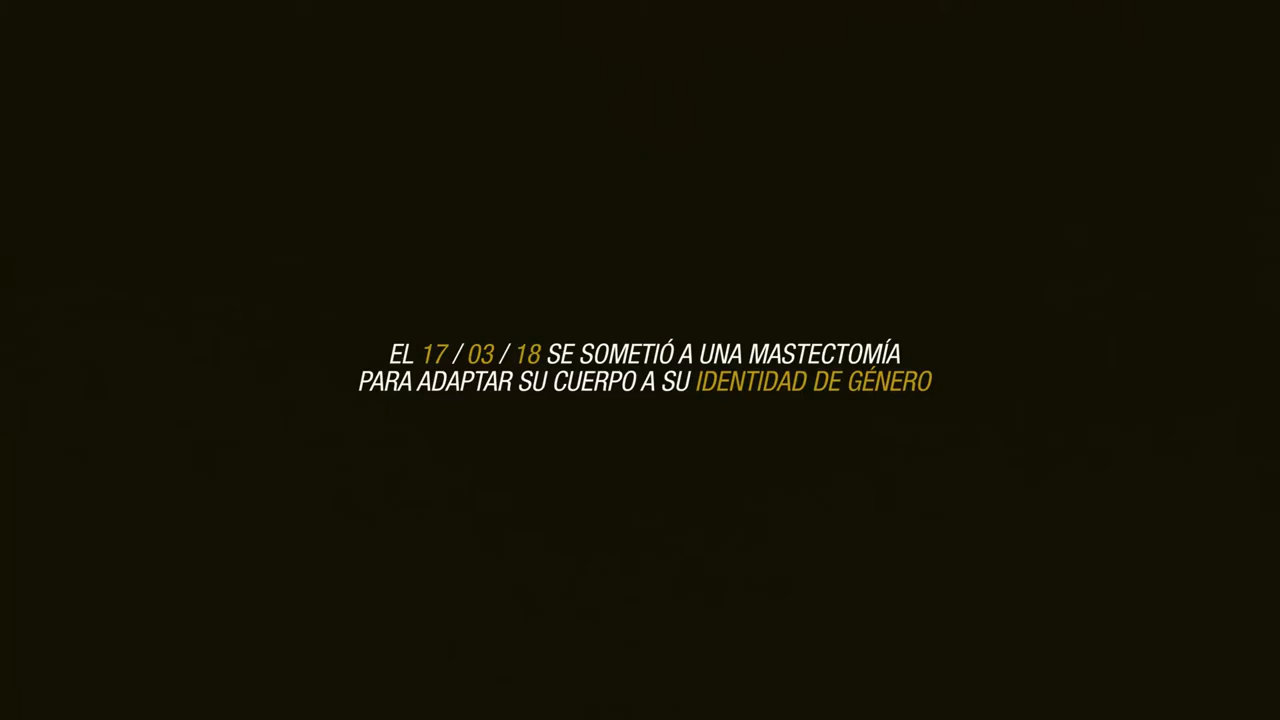 EL 17 / 03 / 18 SE SOMETIÓ A UNA MASTECTOMÍA
PARA ADAPTAR SU CUERPO A SU IDENTIDAD DE GÉNERO